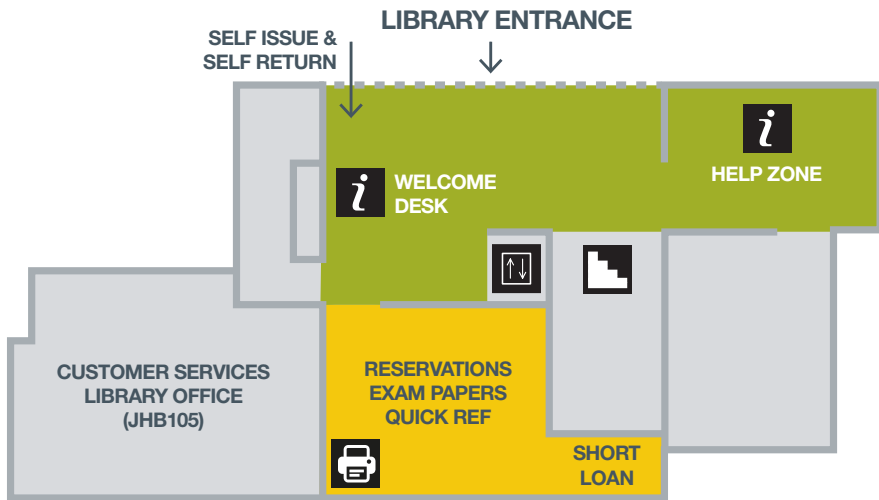 LIBRARY ENTRANCE
SELF ISSUE &
SELF RETURN
i
HELP ZONE
i
WELCOME
DESK
CUSTOMER SERVICES
LIBRARY OFFICE
(JHB105)
RESERVATIONS
EXAM PAPERS
QUICK REF
SHORT
LOAN